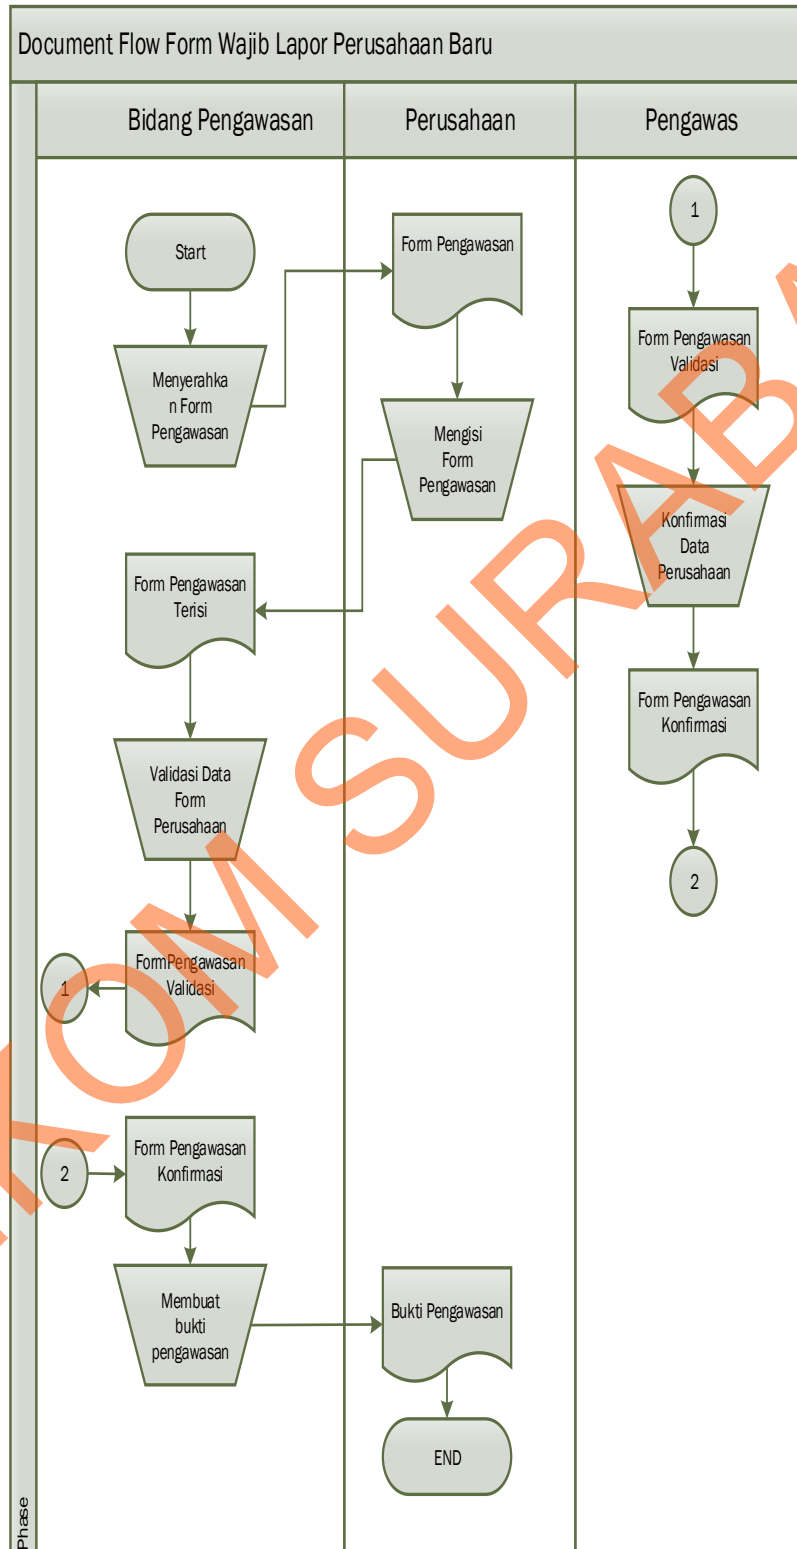 Document Flow Form Wajib Lapor Perusahaan Baru
Bidang Pengawasan
Perusahaan
Pengawas
Start
Menyerahka
n Form
Pengawasan
Form Pengawasan
Mengisi
Form
Pengawasan
Form Pengawasan
Terisi
Validasi Data
Form
Perusahaan
FormPengawasan
Validasi
1
2
Form Pengawasan
Konfirmasi
Membuat
bukti
pengawasan
Bukti Pengawasan
END
1
Form Pengawasan
Validasi
Konfirmasi
Data
Perusahaan
Form Pengawasan
Konfirmasi
2
Phase
KOM SURABA